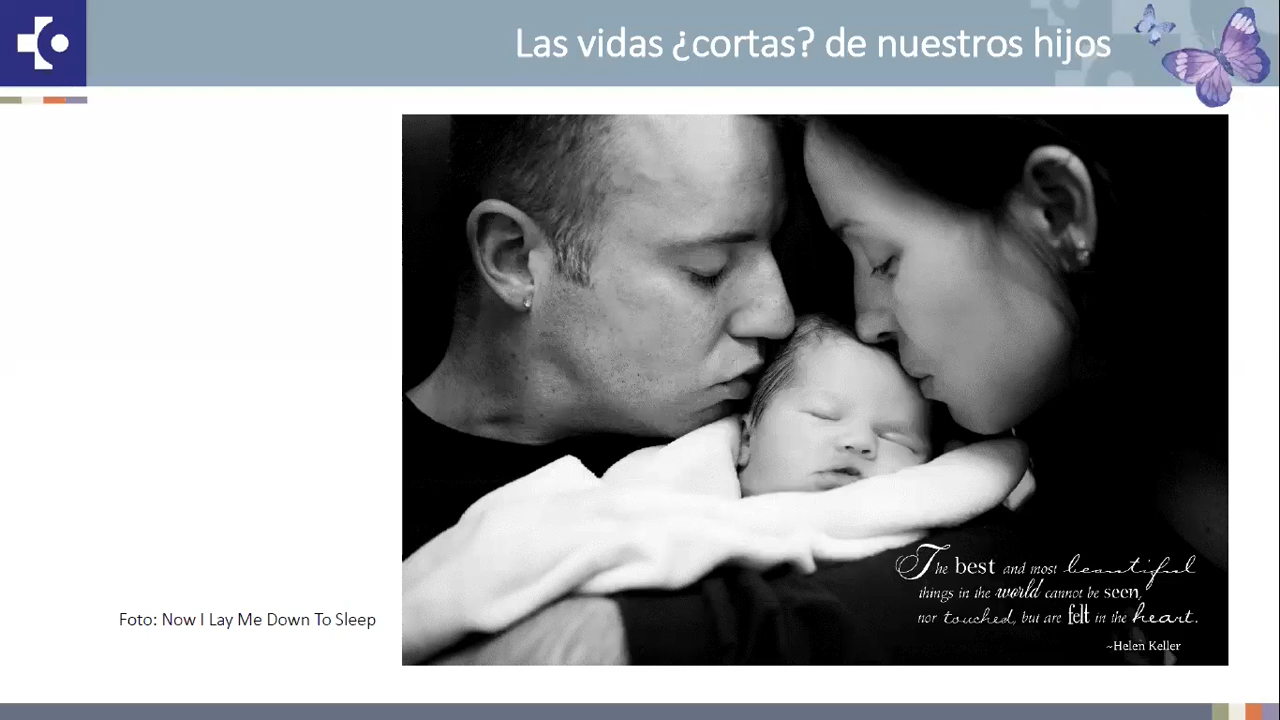 Las vidas ¿cortas? de nuestros hijos
The best and most beautiful
things in the world cannot be seen,
nor touched, but are felt in the heart.
~Helen Keller
Foto: Now I Lay Me Down To Sleep